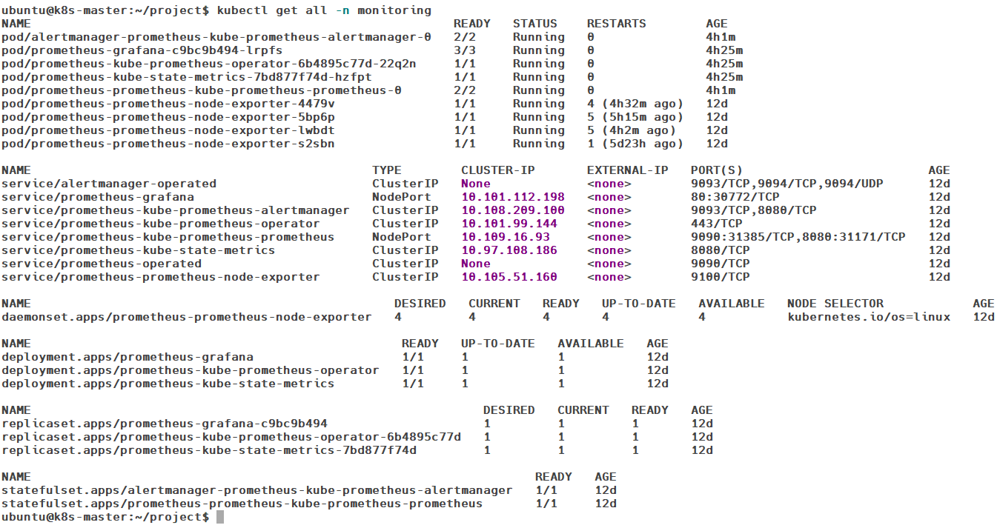 ubuntu@k8s-master:~/project$ kubectl get all -n monitoring
NAME READY STATUS RESTARTS AGE
pod/alertmanager-prometheus-kube-prometheus-alertmanager-0 2/2 Running 0 4h1m
pod/prometheus-grafana-c9bc9b494-lrpfs 3/3 Running 0 4h25m
pod/prometheus-kube-prometheus-operator-6b4895c77d-22q2n 1/1 Running 0 4h25m
pod/prometheus-kube-state-metrics-7bd877f74d-hzfpt 1/1 Running 0 4h25m
pod/prometheus-prometheus-kube-prometheus-prometheus-0 2/2 Running 0 4h1m
pod/prometheus-prometheus-node-exporter-4479v 1/1 Running 4 (4h32m ago) 12d
pod/prometheus-prometheus-node-exporter-5bp6p 1/1 Running 5 (5h15m ago) 12d
pod/prometheus-prometheus-node-exporter-lwbdt 1/1 Running 5 (4h2m ago) 12d
pod/prometheus-prometheus-node-exporter-s2sbn 1/1 Running 1 (5d23h ago) 12d
NAME TYPE CLUSTER-IP EXTERNAL-IP PORT(S) AGE
service/alertmanager-operated ClusterIP None <none> 9093/TCP,9094/TCP,9094/UDP 12d
service/prometheus-grafana NodePort 10.101.112.198 <none> 80:30772/TCP 12d
service/prometheus-kube-prometheus-alertmanager ClusterIP 10.108.209.100 <none> 9093/TCP,8080/TCP 12d
service/prometheus-kube-prometheus-operator ClusterIP 10.101.99.144 <none> 443/TCP 12d
service/prometheus-kube-prometheus-prometheus NodePort 10.109.16.93 <none> 9090:31385/TCP,8080:31171/TCP 12d
service/prometheus-kube-state-metrics ClusterIP 10.97.108.186 <none> 8080/TCP 12d
service/prometheus-operated ClusterIP None <none> 9090/TCP 12d
service/prometheus-prometheus-node-exporter ClusterIP 10.105.51.160 <none> 9100/TCP 12d
NAME DESIRED CURRENT READY UP-TO-DATE AVAILABLE NODE SELECTOR AGE
daemonset.apps/prometheus-prometheus-node-exporter 4 4 4 4 4 kubernetes.io/os=linux 12d
NAME READY UP-TO-DATE AVAILABLE AGE
deployment.apps/prometheus-grafana 1/1 1 1 12d
deployment.apps/prometheus-kube-prometheus-operator 1/1 1 1 12d
deployment.apps/prometheus-kube-state-metrics 1/1 1 1 12d
NAME DESIRED CURRENT READY AGE
replicaset.apps/prometheus-grafana-c9bc9b494 1 1 1 12d
replicaset.apps/prometheus-kube-prometheus-operator-6b4895c77d 1 1 1 12d
replicaset.apps/prometheus-kube-state-metrics-7bd877f74d 1 1 1 12d
NAME READY AGE
statefulset.apps/alertmanager-prometheus-kube-prometheus-alertmanager 1/1 12d
statefulset.apps/prometheus-prometheus-kube-prometheus-prometheus 1/1 12d
ubuntu@k8s-master:~/project$